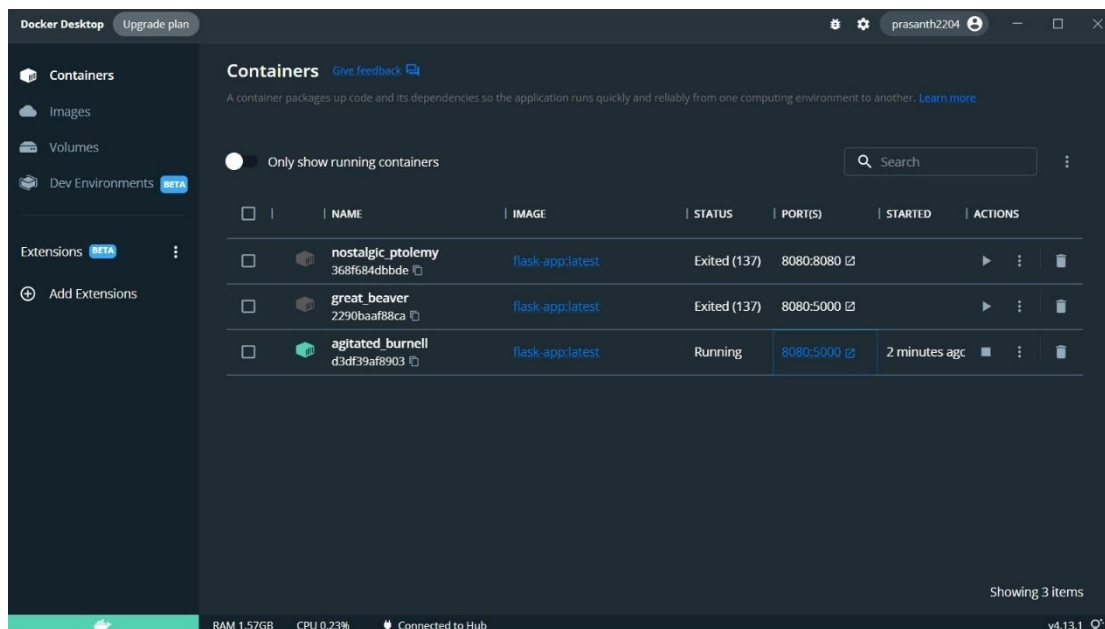 Docker Desktop Upgrade plan prasanth2204
Containers
Images
Volumes
Dev Environments BETA
Extensions BETA
Add Extensions
Containers Give feedback
A container packages up code and its dependencies so the application runs quickly and reliably from one computing environment to another. Learn more
Only show running containers Search
NAME IMAGE STATUS PORT(S) STARTED ACTIONS
nostalgic_ptolemy flask-app:latest Exited (137) 8080:8080
368f684dbbde
great_beaver flask-app:latest Exited (137) 8080:5000
2290baaf88ca
agitated_burnell flask-app:latest Running 8080:5000 2 minutes agc
d3df39af8903
Showing 3 items
RAM 1.57GB CPU 0.23% Connected to Hub v4.13.1